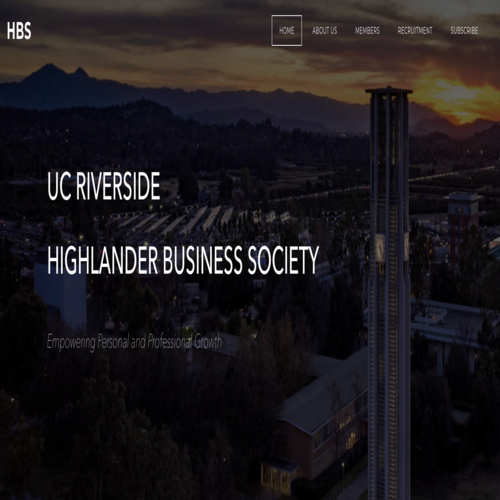 HBS
HOME ABOUT US MEMBERS RECRUITMENT SUBSCRIBE
UC RIVERSIDE
HIGHLANDER BUSINESS SOCIETY
Empowering Personal and Professional Growth